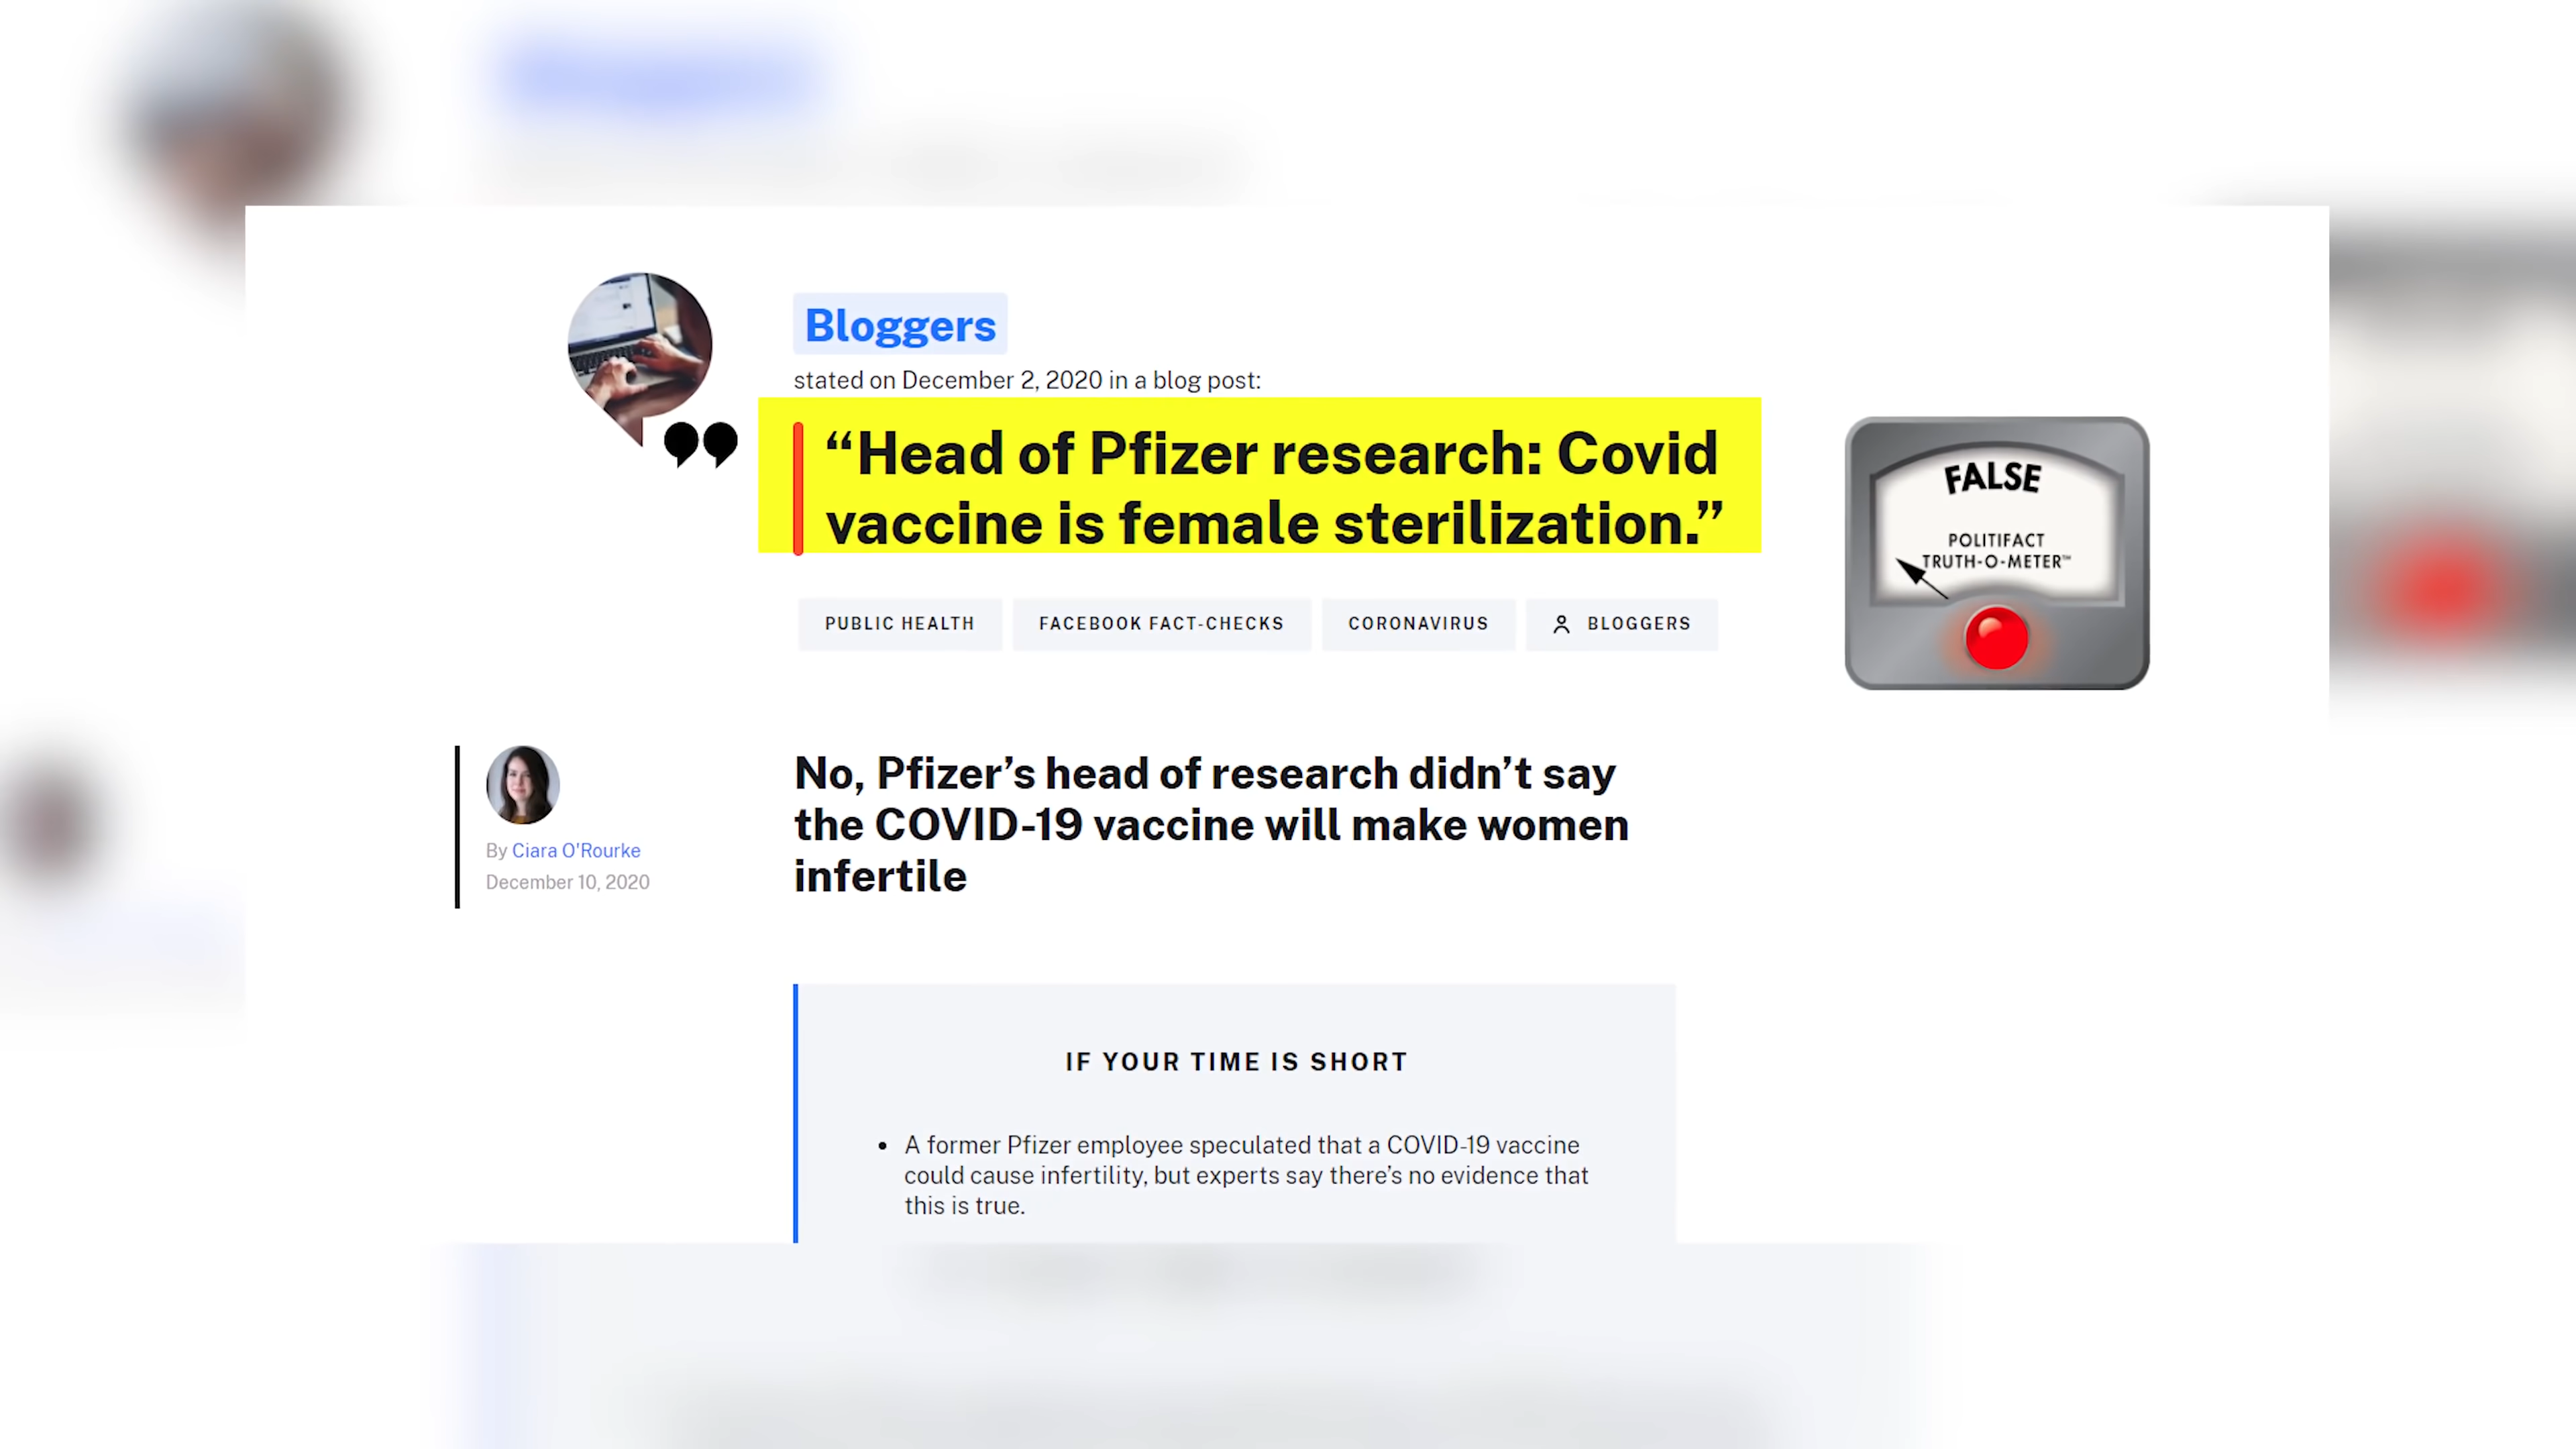 Bloggers
stated on December 2, 2020 in a blog post:
“Head of Pfizer research: Covid
vaccine is female sterilization.”
FALSE
POLITIFACT
TRUTH-O-METER™
PUBLIC HEALTH
FACEBOOK FACT-CHECKS
CORONAVIRUS
BLOGGERS
By Ciara O'Rourke
December 10, 2020
No, Pfizer’s head of research didn’t say
the COVID-19 vaccine will make women
infertile
IF YOUR TIME IS SHORT
• A former Pfizer employee speculated that a COVID-19 vaccine
could cause infertility, but experts say there’s no evidence that
this is true.